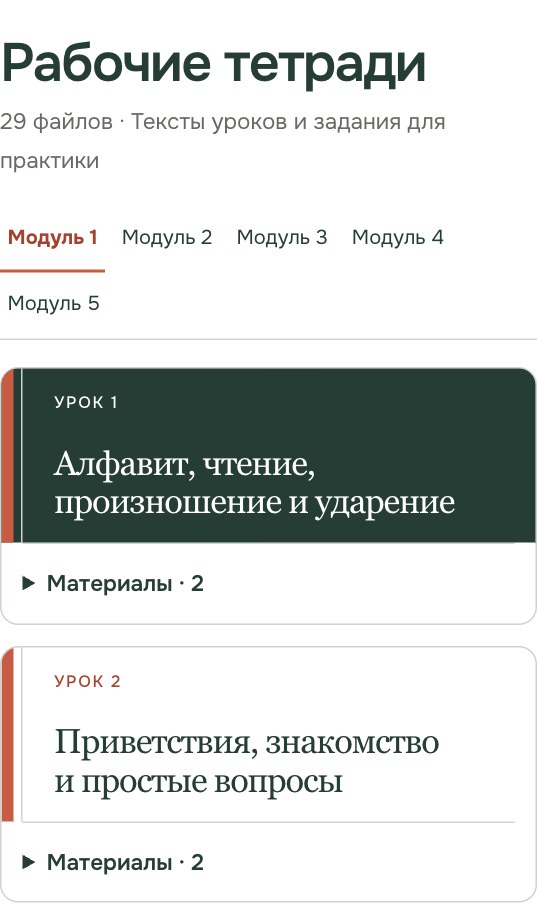 Рабочие тетради
29 файлов · Тексты уроков и задания для
практики
Модуль 1 Модуль 2 Модуль 3 Модуль 4
Модуль 5
УРОК 1
Алфавит, чтение,
произношение и ударение
Материалы · 2
УРОК 2
Приветствия, знакомство
и простые вопросы
Материалы · 2